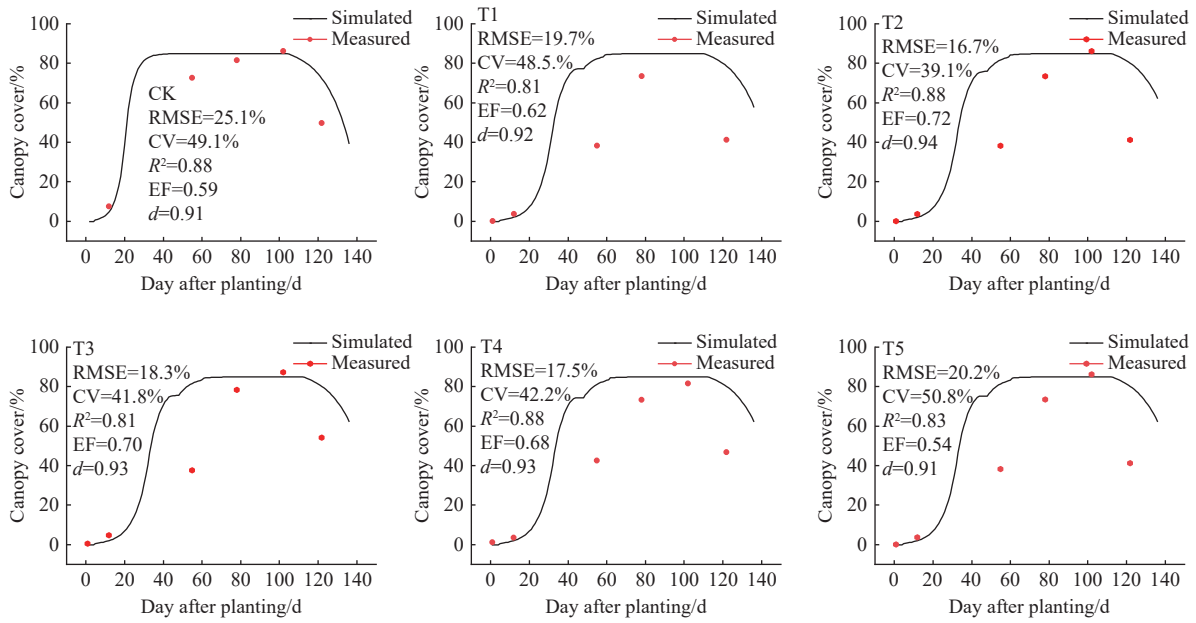 100
80
60
40
20
0
Canopy cover/%
Simulated
Measured
CK
RMSE=25.1%
CV=49.1%
R²=0.88
EF=0.59
d=0.91
0 20 40 60 80 100 120 140
Day after planting/d
100
80
60
40
20
0
Canopy cover/%
T1
Simulated
Measured
RMSE=19.7%
CV=48.5.%
R²=0.81
EF=0.62
d=0.92
0 20 40 60 80 100 120 140
Day after planting/d
100
80
60
40
20
0
Canopy cover/%
T2
Simulated
Measured
RMSE=16.7%
CV=39.1%
R²=0.88
EF=0.72
d=0.94
0 20 40 60 80 100 120 140
Day after planting/d
100
80
60
40
20
0
Canopy cover/%
T3
Simulated
Measured
RMSE=18.3%
CV=41.8%
R²=0.81
EF=0.70
d=0.93
0 20 40 60 80 100 120 140
Day after planting/d
100
80
60
40
20
0
Canopy cover/%
T4
Simulated
Measured
RMSE=17.5%
CV=42.2%
R²=0.88
EF=0.68
d=0.93
0 20 40 60 80 100 120 140
Day after planting/d
100
80
60
40
20
0
Canopy cover/%
T5
Simulated
Measured
RMSE=20.2%
CV=50.8%
R²=0.83
EF=0.54
d=0.91
0 20 40 60 80 100 120 140
Day after planting/d